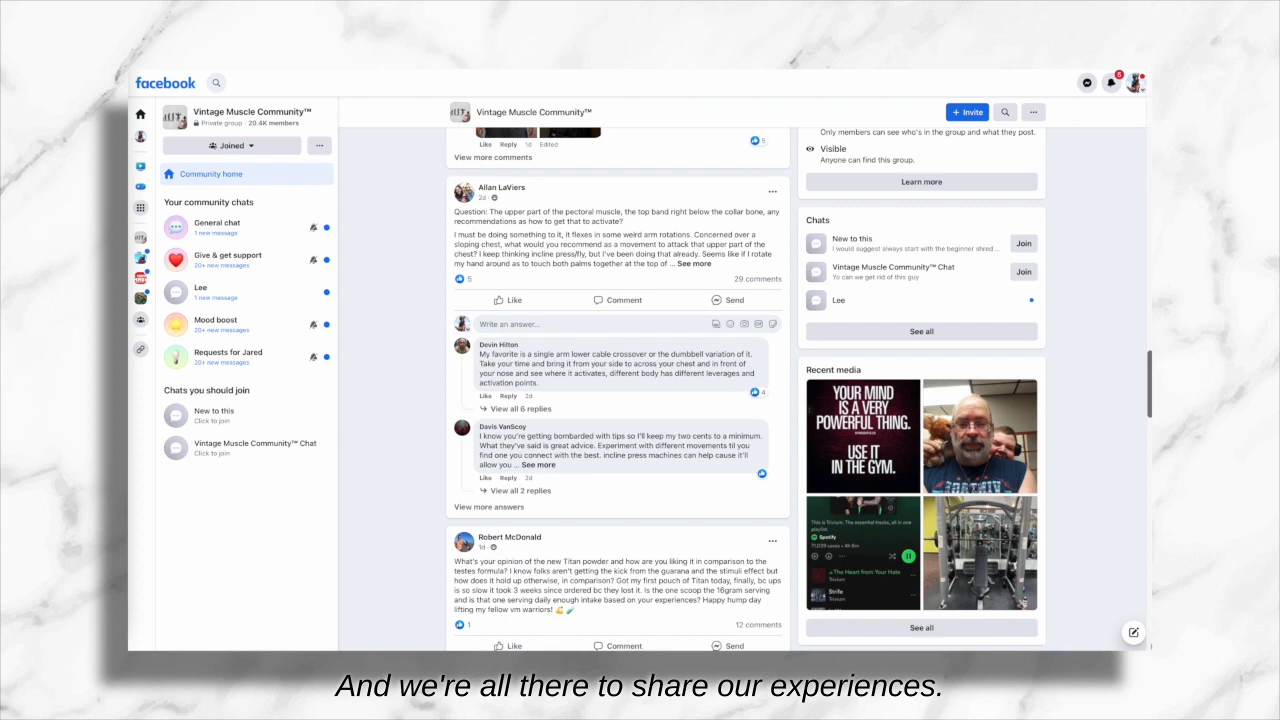 facebook
6
Vintage Muscle Community™
Private group · 20.4K members
Joined
Community home
Your community chats
General chat
1 new message
Give & get support
20+ new messages
Lee
1 new message
Mood boost
20+ new messages
Requests for Jared
20+ new messages
Chats you should join
New to this
Click to join
Vintage Muscle Community™ Chat
Click to join
Vintage Muscle Community™
+ Invite
Like Reply 1d Edited
5
View more comments
Allan LaViers
2d ·
Question: The upper part of the pectoral muscle, the top band right below the collar bone, any
recommendations as how to get that to activate?
I must be doing something to it, it flexes in some weird arm rotations. Concerned over a
sloping chest, what would you recommend as a movement to attack that upper part of the
chest? I keep thinking incline press/fly, but I've been doing that already. Seems like if I rotate
my hand around as to touch both palms together at the top of ... See more
5
29 comments
Like Comment Send
Write an answer...
Devin Hilton
My favorite is a single arm lower cable crossover or the dumbbell variation of it.
Take your time and bring it from your side to across your chest and in front of
your nose and see where it activates, different body has different leverages and
activation points.
4
Like Reply 2d
View all 6 replies
Davis VanScoy
I know you're getting bombarded with tips so I'll keep my two cents to a minimum.
What they've said is great advice. Experiment with different movements til you
find one you connect with the best. incline press machines can help cause it'll
allow you ... See more
Like Reply 2d
View all 2 replies
View more answers
Robert McDonald
1d ·
What's your opinion of the new Titan powder and how are you liking it in comparison to the
testes formula? I know folks aren't getting the kick from the guarana and the stimuli effect but
how does it hold up otherwise, in comparison? Got my first pouch of Titan today, finally, bc ups
is so slow it took 3 weeks since ordered bc they lost it. Is the one scoop the 16gram serving
and is that one serving daily enough intake based on your experiences? Happy hump day
lifting my fellow vm warriors! 💪🧪
1
12 comments
Like Comment Send
Only members can see who's in the group and what they post.
Visible
Anyone can find this group.
Learn more
Chats
New to this
I would suggest always start with the beginner shred ...
Join
Vintage Muscle Community™ Chat
Yo can we get rid of this guy
Join
Lee
See all
Recent media
YOUR MIND
IS A VERY
POWERFUL THING.
USE IT
IN THE GYM.
This is Trivium. The essential tracks, all in one
playlist.
Spotify
The Heart from Your Hate
Trivium
Strife
Trivium
See all
And we're all there to share our experiences.